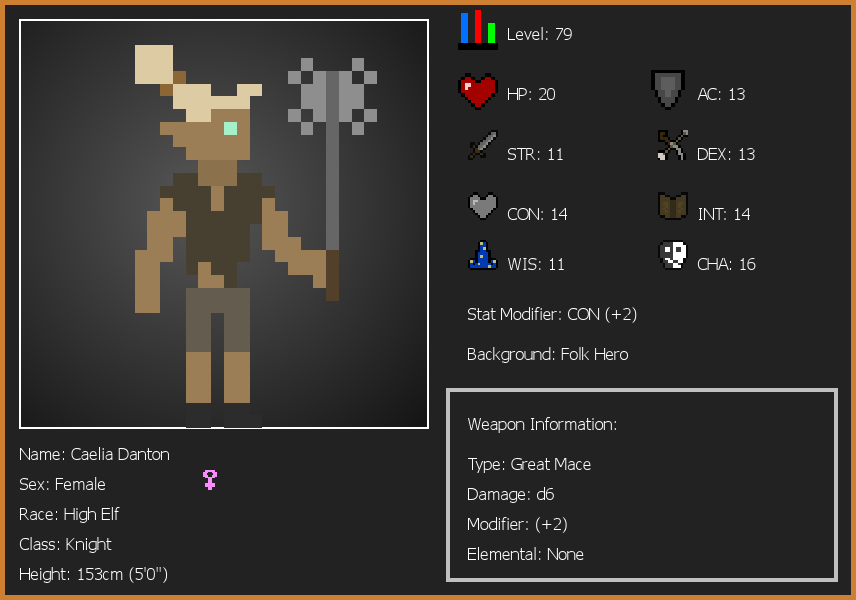 Level: 79
HP: 20
AC: 13
STR: 11
DEX: 13
CON: 14
INT: 14
WIS: 11
CHA: 16
Stat Modifier: CON (+2)
Background: Folk Hero
Weapon Information:
Type: Great Mace
Damage: d6
Modifier: (+2)
Elemental: None
Name: Caelia Danton
Sex: Female
Race: High Elf
Class: Knight
Height: 153cm (5'0")